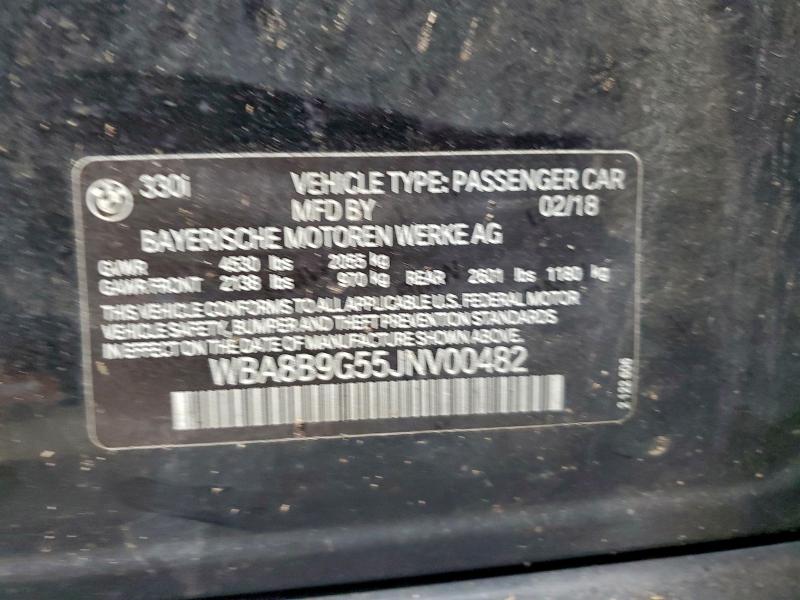 330i VEHICLE TYPE: PASSENGER CAR
MFD BY 02/18
BAYERISCHE MOTOREN WERKE AG
GVWR 4530 lbs 2055 kg
GAWR FRONT 2138 lbs 970 kg REAR 2601 lbs 1180 kg
THIS VEHICLE CONFORMS TO ALL APPLICABLE U.S. FEDERAL MOTOR
VEHICLE SAFETY, BUMPER AND THEFT PREVENTION STANDARDS
IN EFFECT ON THE DATE OF MANUFACTURE SHOWN ABOVE.
WBA8B9G55JNV00482